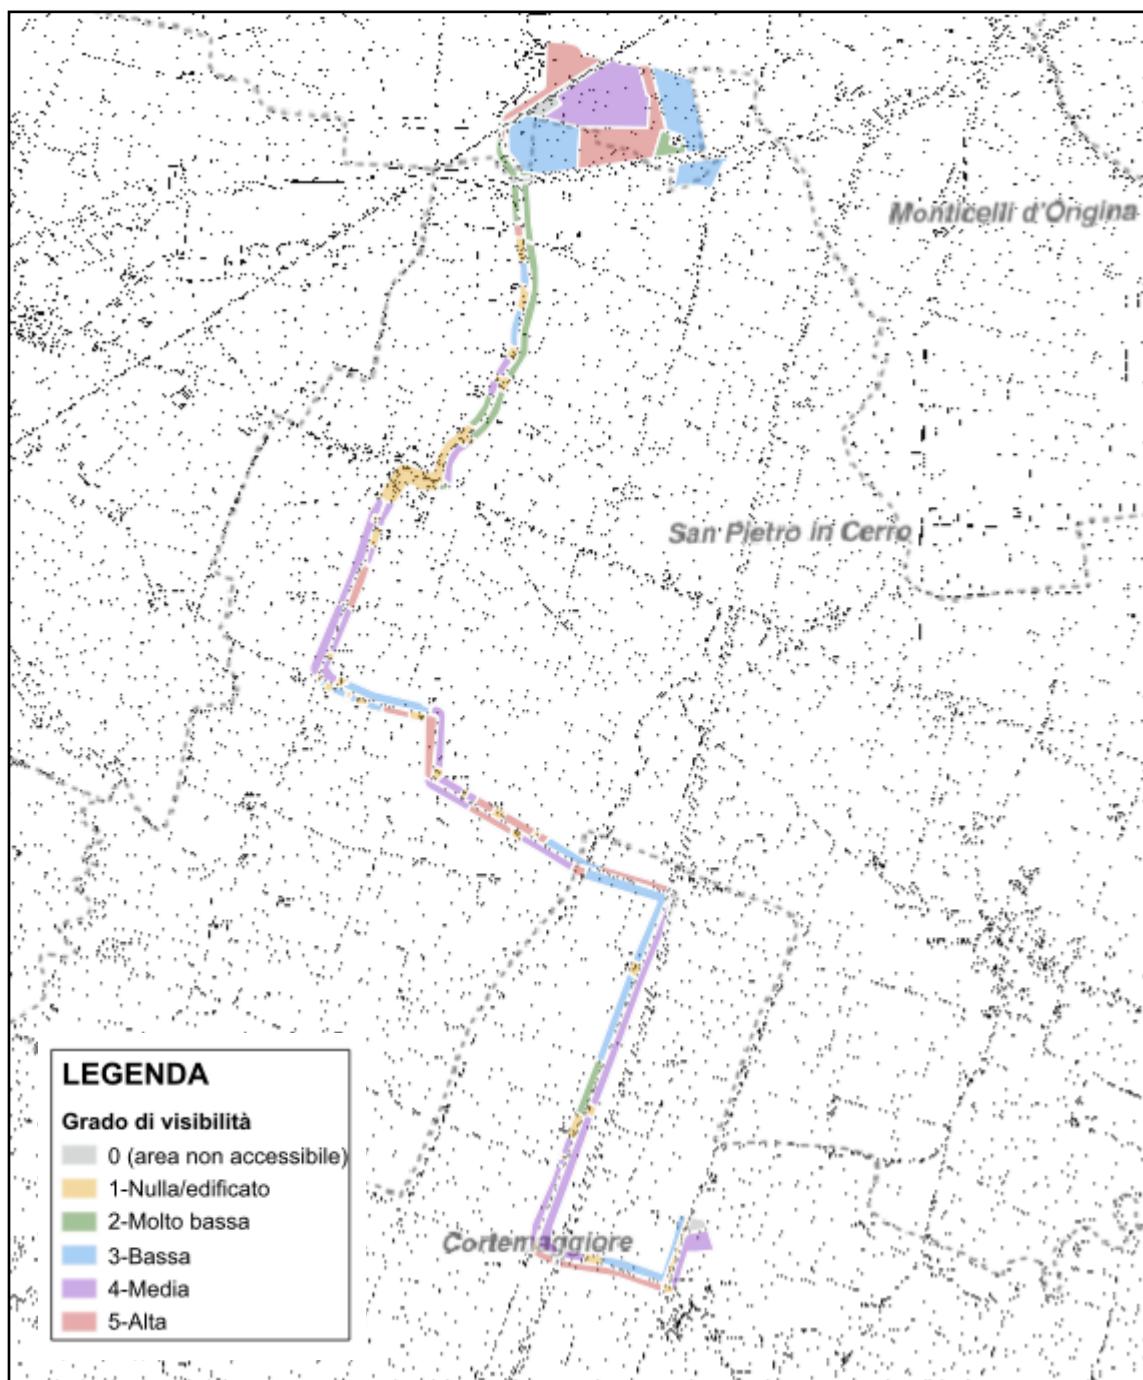 Monticelli d'Ongina
San Pietro in Cerro
Cortemaggiore
LEGENDA
Grado di visibilità
0 (area non accessibile)
1-Nulla/edificato
2-Molto bassa
3-Bassa
4-Media
5-Alta